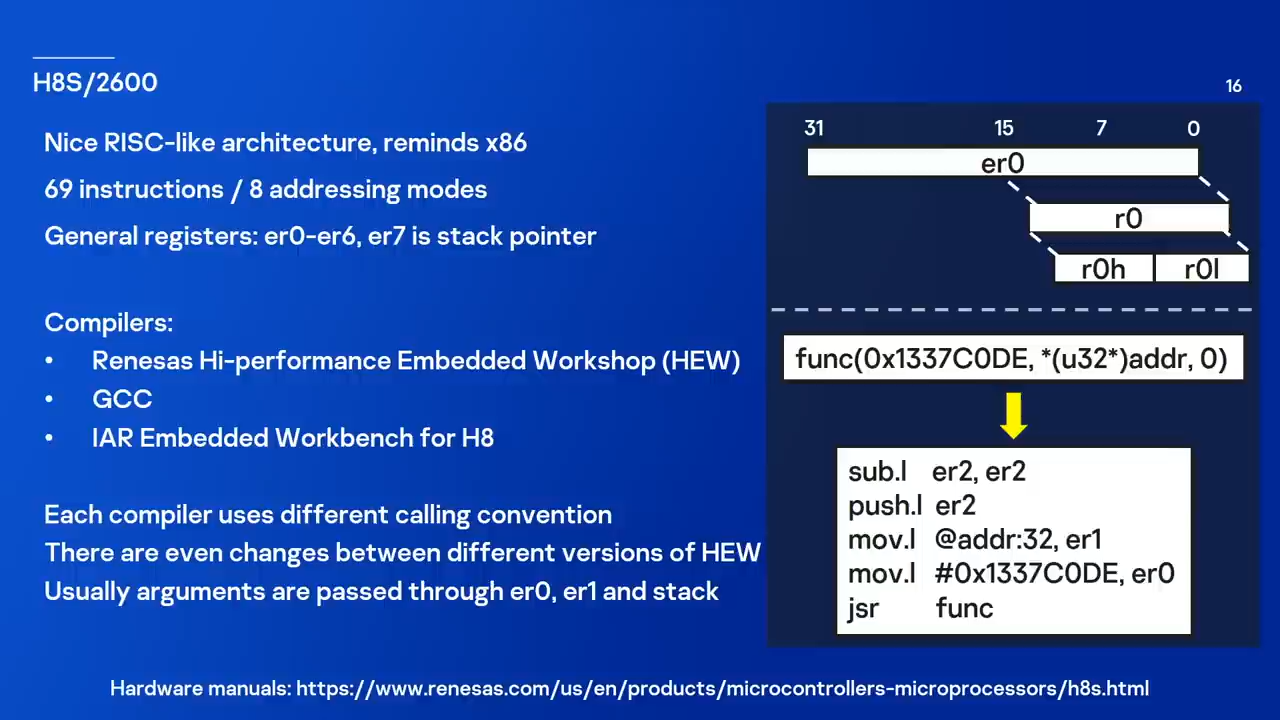 H8S/2600
16
Nice RISC-like architecture, reminds x86
69 instructions / 8 addressing modes
General registers: er0-er6, er7 is stack pointer
Compilers:
• Renesas Hi-performance Embedded Workshop (HEW)
• GCC
• IAR Embedded Workbench for H8
Each compiler uses different calling convention
There are even changes between different versions of HEW
Usually arguments are passed through er0, er1 and stack
31 15 7 0
er0
r0
r0h r0l
func(0x1337C0DE, *(u32*)addr, 0)
sub.l er2, er2
push.l er2
mov.l @addr:32, er1
mov.l #0x1337C0DE, er0
jsr func
Hardware manuals: https://www.renesas.com/us/en/products/microcontrollers-microprocessors/h8s.html